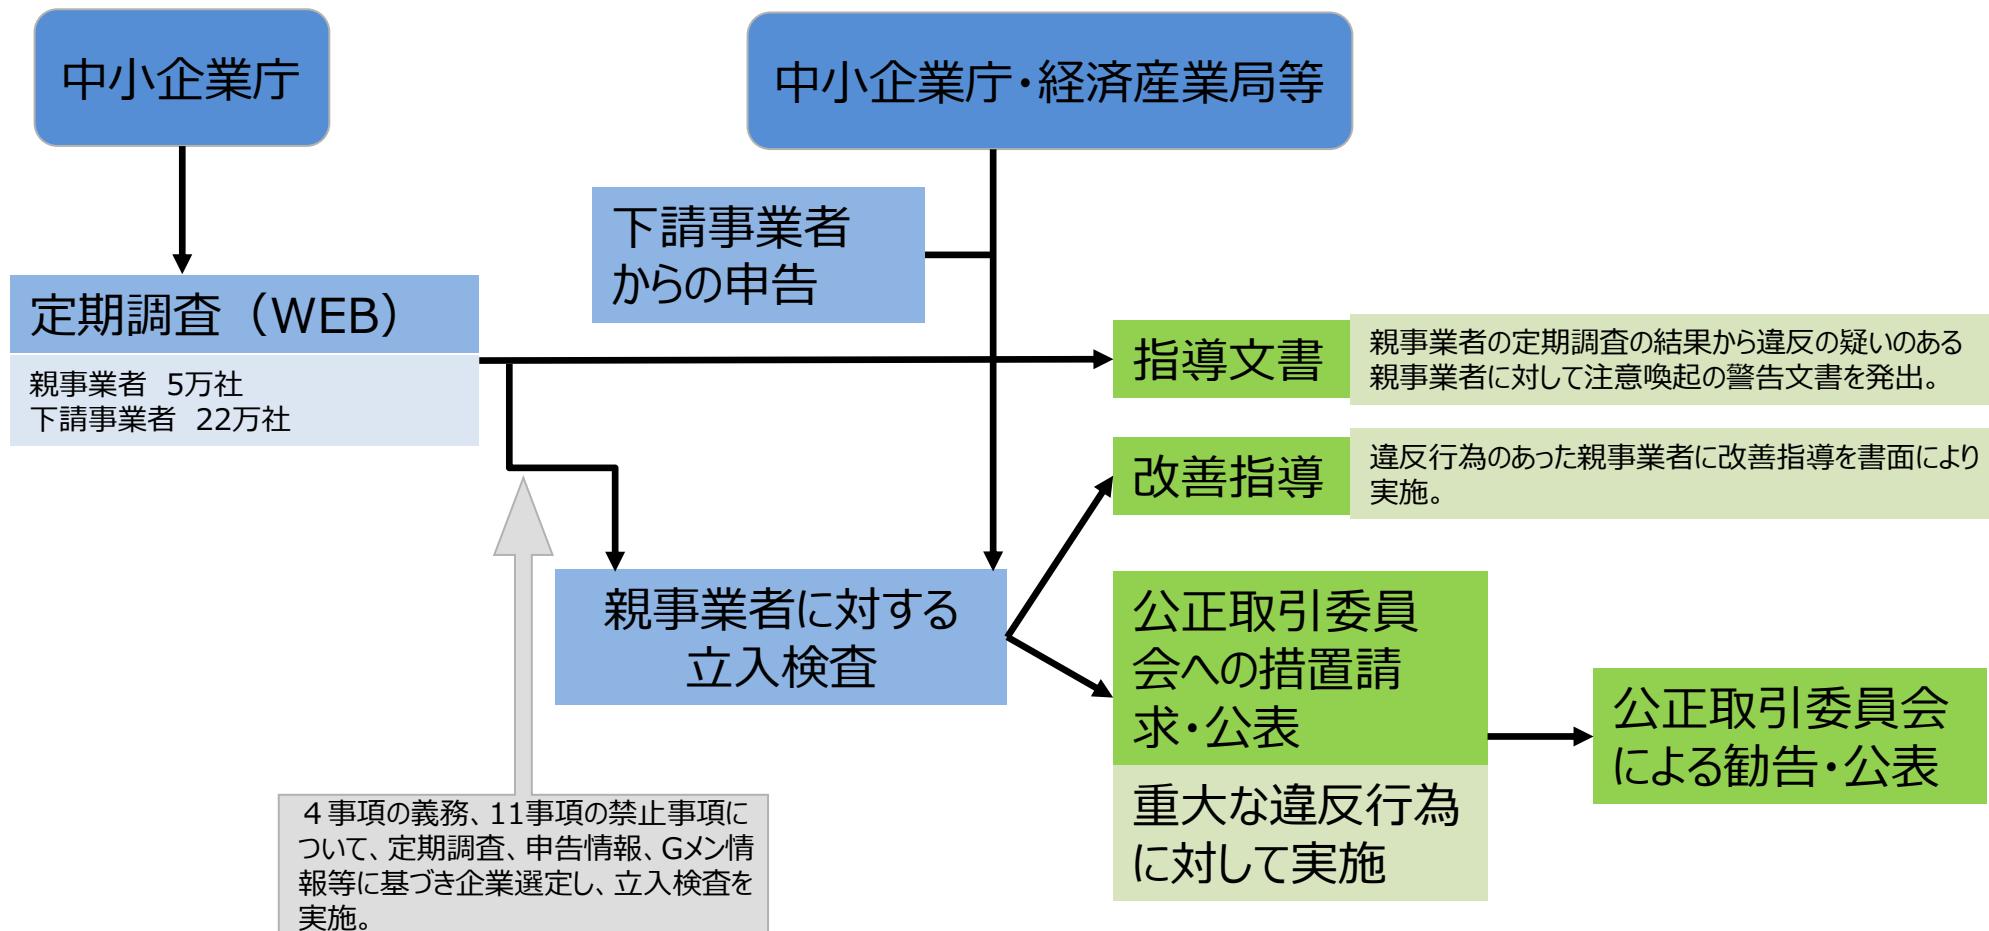 中小企業庁
中小企業庁・経済産業局等
下請事業者
からの申告
定期調査（WEB）
親事業者 5万社
下請事業者 22万社
指導文書
親事業者の定期調査の結果から違反の疑いのある
親事業者に対して注意喚起の警告文書を発出。
改善指導
違反行為のあった親事業者に改善指導を書面により
実施。
親事業者に対する
立入検査
公正取引委員
会への措置請
求・公表
重大な違反行為
に対して実施
公正取引委員会
による勧告・公表
４事項の義務、11事項の禁止事項に
ついて、定期調査、申告情報、Gメン情
報等に基づき企業選定し、立入検査を
実施。